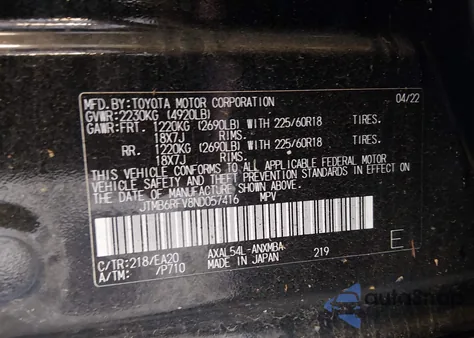 MFD.BY:TOYOTA MOTOR CORPORATION 04/22
GVWR:2230KG (4920LB)
GAWR:FRT. 1220KG (2690LB) WITH 225/60R18 TIRES.
18X7J RIMS.
RR. 1220KG (2690LB) WITH 225/60R18 TIRES.
18X7J RIMS.
THIS VEHICLE CONFORMS TO ALL APPLICABLE FEDERAL MOTOR
VEHICLE SAFETY AND THEFT PREVENTION STANDARDS IN EFFECT ON
THE DATE OF MANUFACTURE SHOWN ABOVE.
JTMB6RFV8ND057416 MPV
C/TR:218/EA20 AXAL54L-ANXMBA E
A/TM: /P710 MADE IN JAPAN 219
autoSnap